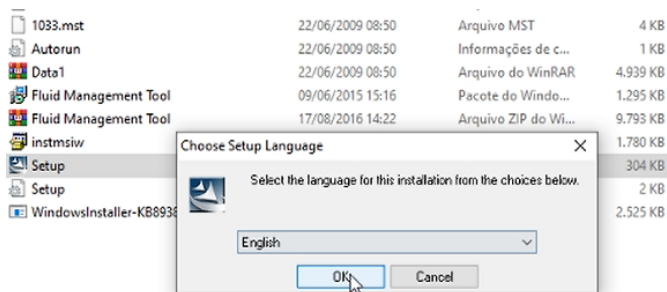 1033.mst 22/06/2009 08:50 Arquivo MST 4 KB
Autorun 22/06/2009 08:50 Informações de c... 1 KB
Data1 22/06/2009 08:50 Arquivo do WinRAR 4.939 KB
Fluid Management Tool 09/06/2015 15:16 Pacote do Windo... 1.295 KB
Fluid Management Tool 17/08/2016 14:22 Arquivo ZIP do Wi... 9.793 KB
instmsiw 1.780 KB
Setup 304 KB
Setup 2 KB
WindowsInstaller-KB8938 2.525 KB
Choose Setup Language
Select the language for this installation from the choices below.
English
OK Cancel